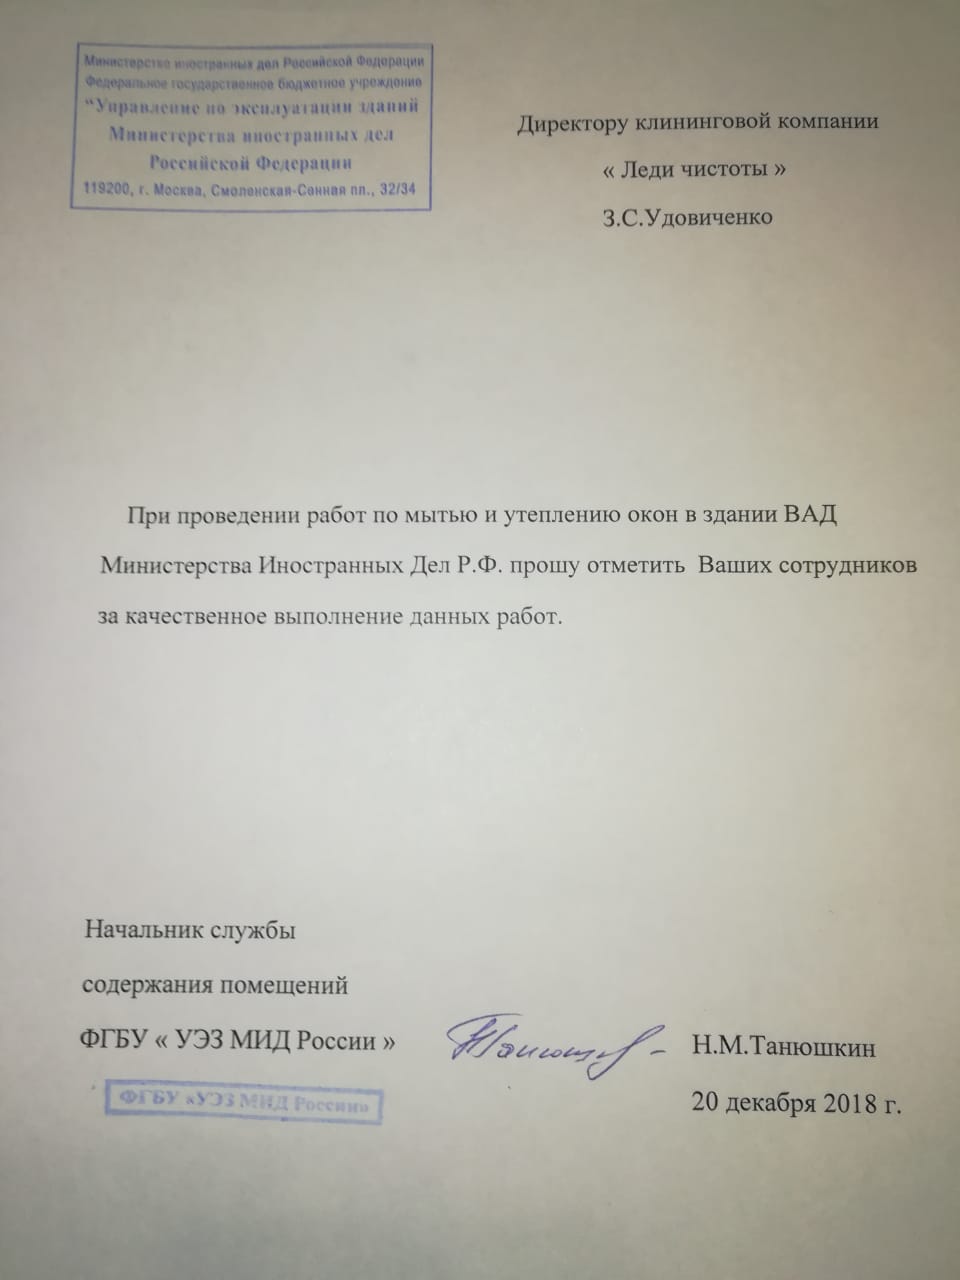 Министерство иностранных дел Российской Федерации
Федеральное государственное бюджетное учреждение
"Управление по эксплуатации зданий
Министерства иностранных дел
Российской Федерации
119200, г. Москва, Смоленская-Сенная пл., 32/34
Директору клининговой компании
« Леди чистоты »
З.С.Удовиченко
При проведении работ по мытью и утеплению окон в здании ВАД
Министерства Иностранных Дел Р.Ф. прошу отметить Ваших сотрудников
за качественное выполнение данных работ.
Начальник службы
содержания помещений
ФГБУ « УЭЗ МИД России »
Н.М.Танюшкин
ФГБУ «УЭЗ МИД России»
20 декабря 2018 г.